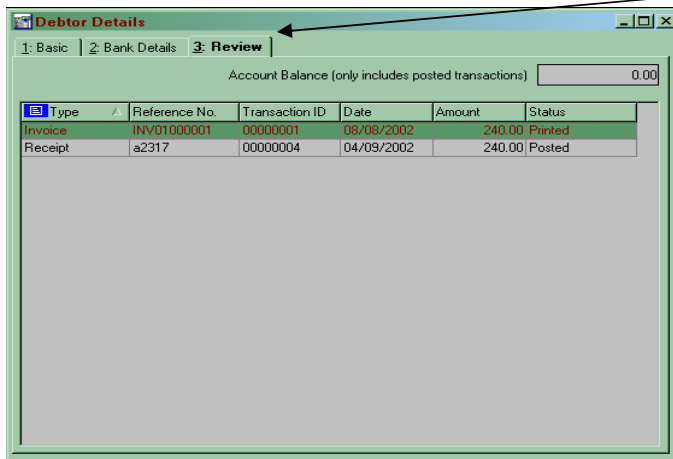 Debtor Details
1: Basic 2: Bank Details 3: Review
Account Balance (only includes posted transactions) 0.00
Type Reference No. Transaction ID Date Amount Status
Invoice INV01000001 00000001 08/08/2002 240.00 Printed
Receipt a2317 00000004 04/09/2002 240.00 Posted